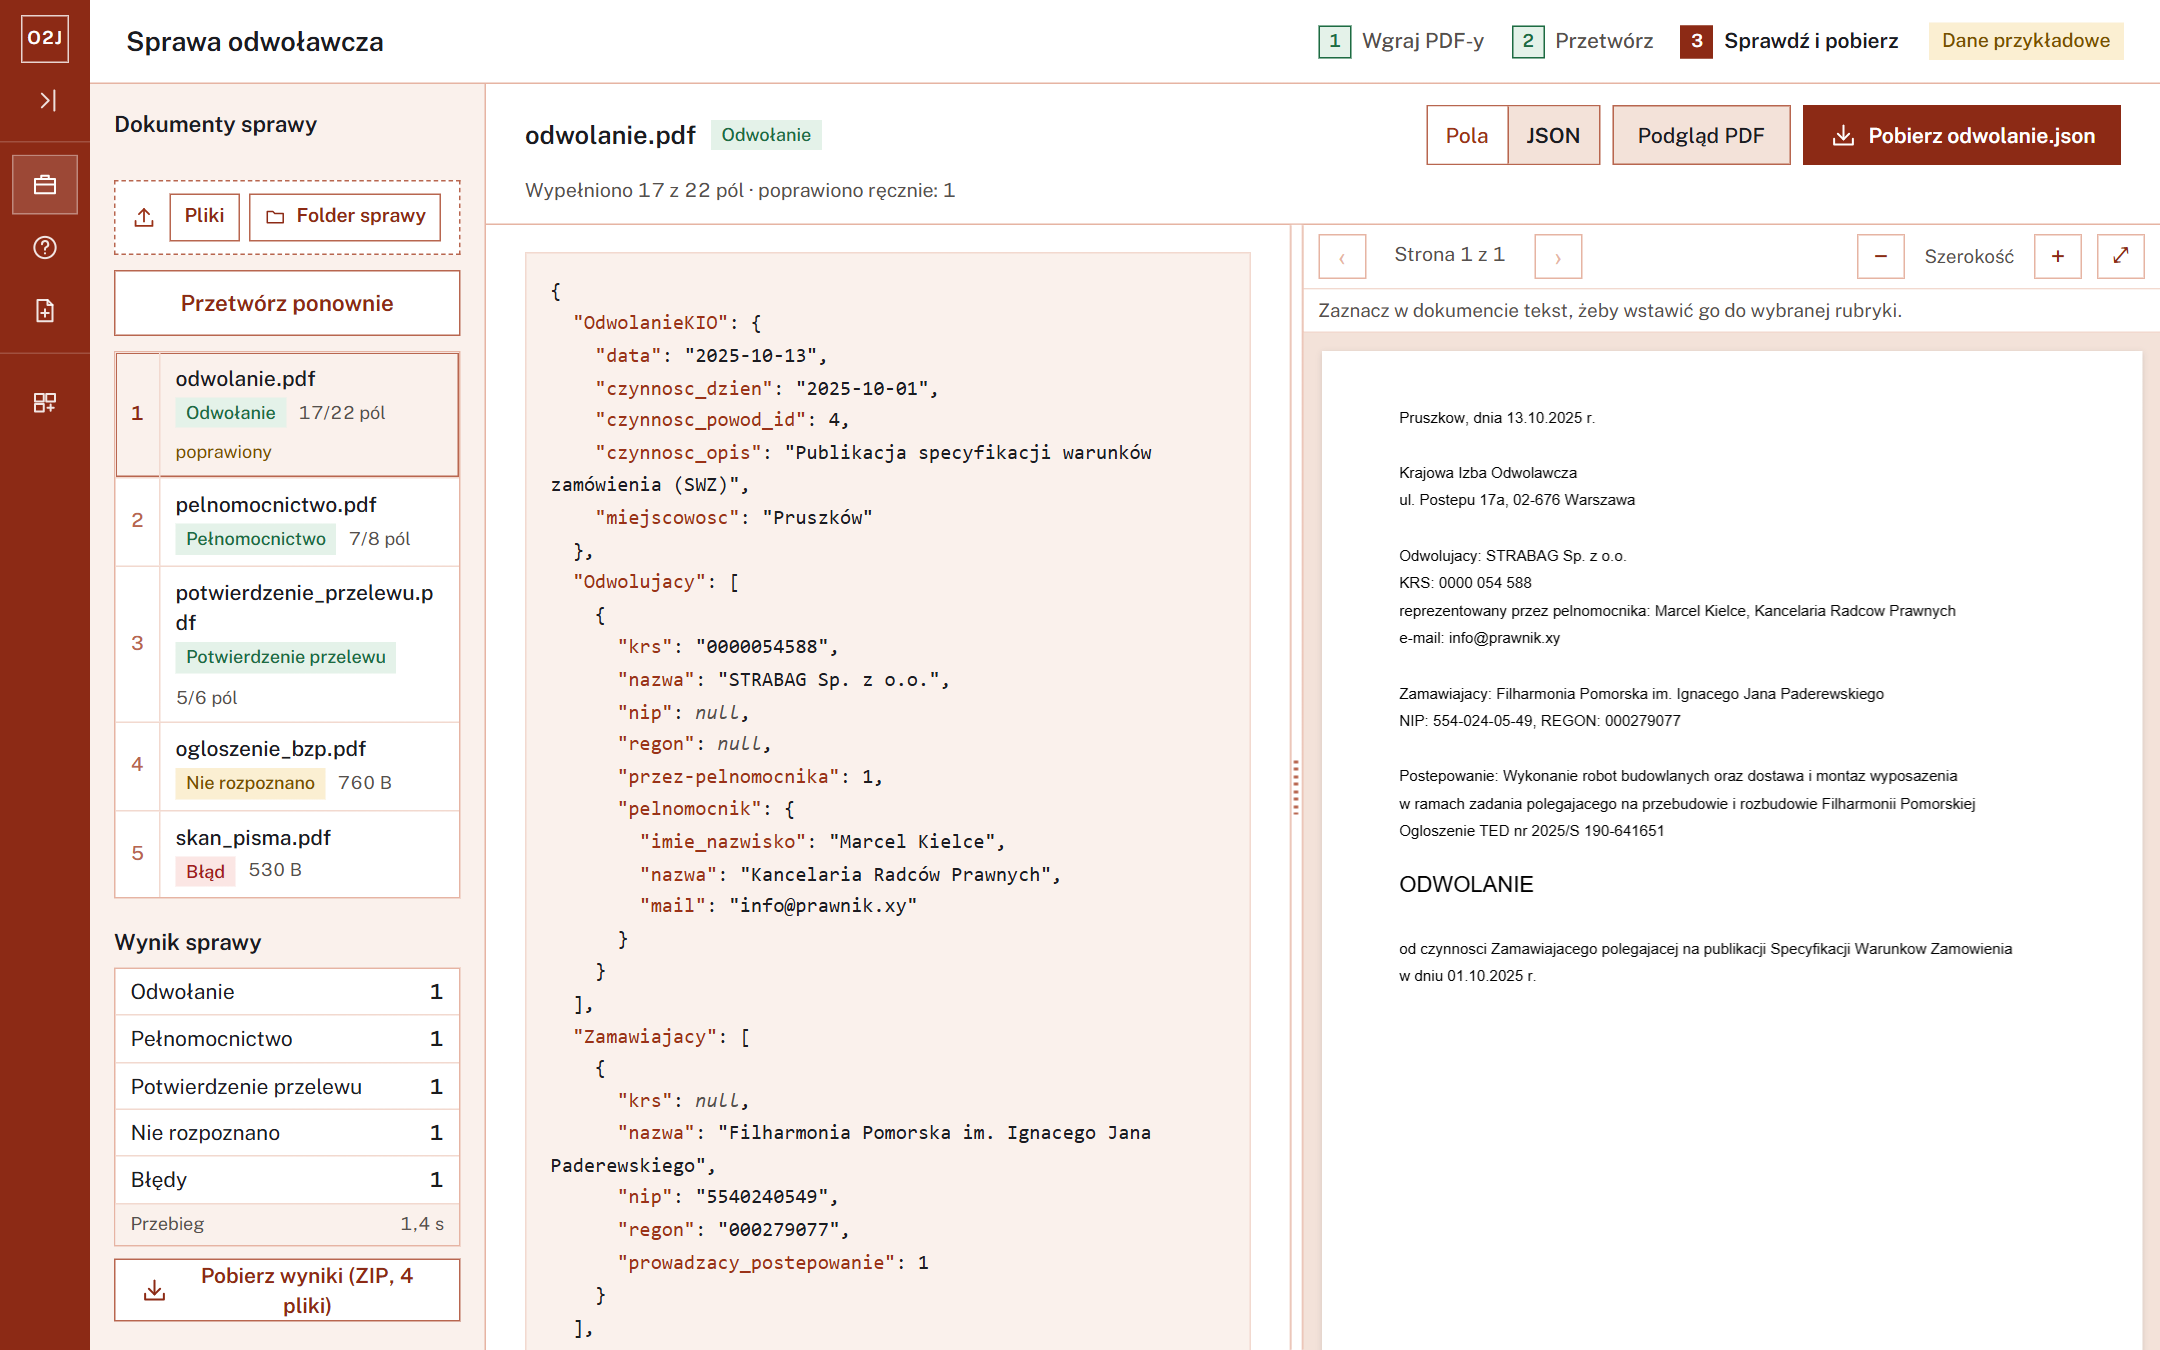 O2J
Sprawa odwoławcza
1 Wgraj PDF-y
2 Przetwórz
3 Sprawdź i pobierz
Dane przykładowe
Dokumenty sprawy
Pliki
Folder sprawy
Przetwórz ponownie
1
odwolanie.pdf
Odwołanie 17/22 pól
poprawiony
2
pelnomocnictwo.pdf
Pełnomocnictwo 7/8 pól
3
potwierdzenie_przelewu.p
df
Potwierdzenie przelewu
5/6 pól
4
ogloszenie_bzp.pdf
Nie rozpoznano 760 B
5
skan_pisma.pdf
Błąd 530 B
Wynik sprawy
Odwołanie 1
Pełnomocnictwo 1
Potwierdzenie przelewu 1
Nie rozpoznano 1
Błędy 1
Przebieg 1,4 s
Pobierz wyniki (ZIP, 4
pliki)
odwolanie.pdf Odwołanie
Wypełniono 17 z 22 pól · poprawiono ręcznie: 1
Pola
JSON
Podgląd PDF
Pobierz odwolanie.json
{
"OdwolanieKIO": {
"data": "2025-10-13",
"czynnosc_dzien": "2025-10-01",
"czynnosc_powod_id": 4,
"czynnosc_opis": "Publikacja specyfikacji warunków
zamówienia (SWZ)",
"miejscowosc": "Pruszków"
},
"Odwolujacy": [
{
"krs": "0000054588",
"nazwa": "STRABAG Sp. z o.o.",
"nip": null,
"regon": null,
"przez-pelnomocnika": 1,
"pelnomocnik": {
"imie_nazwisko": "Marcel Kielce",
"nazwa": "Kancelaria Radców Prawnych",
"mail": "info@prawnik.xy"
}
}
],
"Zamawiajacy": [
{
"krs": null,
"nazwa": "Filharmonia Pomorska im. Ignacego Jana
Paderewskiego",
"nip": "5540240549",
"regon": "000279077",
"prowadzacy_postepowanie": 1
}
],
‹ Strona 1 z 1 ›
− Szerokość +
Zaznacz w dokumencie tekst, żeby wstawić go do wybranej rubryki.
Pruszkow, dnia 13.10.2025 r.
Krajowa Izba Odwolawcza
ul. Postepu 17a, 02-676 Warszawa
Odwolujacy: STRABAG Sp. z o.o.
KRS: 0000 054 588
reprezentowany przez pelnomocnika: Marcel Kielce, Kancelaria Radcow Prawnych
e-mail: info@prawnik.xy
Zamawiajacy: Filharmonia Pomorska im. Ignacego Jana Paderewskiego
NIP: 554-024-05-49, REGON: 000279077
Postepowanie: Wykonanie robot budowlanych oraz dostawa i montaz wyposazenia
w ramach zadania polegajacego na przebudowie i rozbudowie Filharmonii Pomorskiej
Ogloszenie TED nr 2025/S 190-641651
ODWOLANIE
od czynnosci Zamawiajacego polegajacej na publikacji Specyfikacji Warunkow Zamowienia
w dniu 01.10.2025 r.